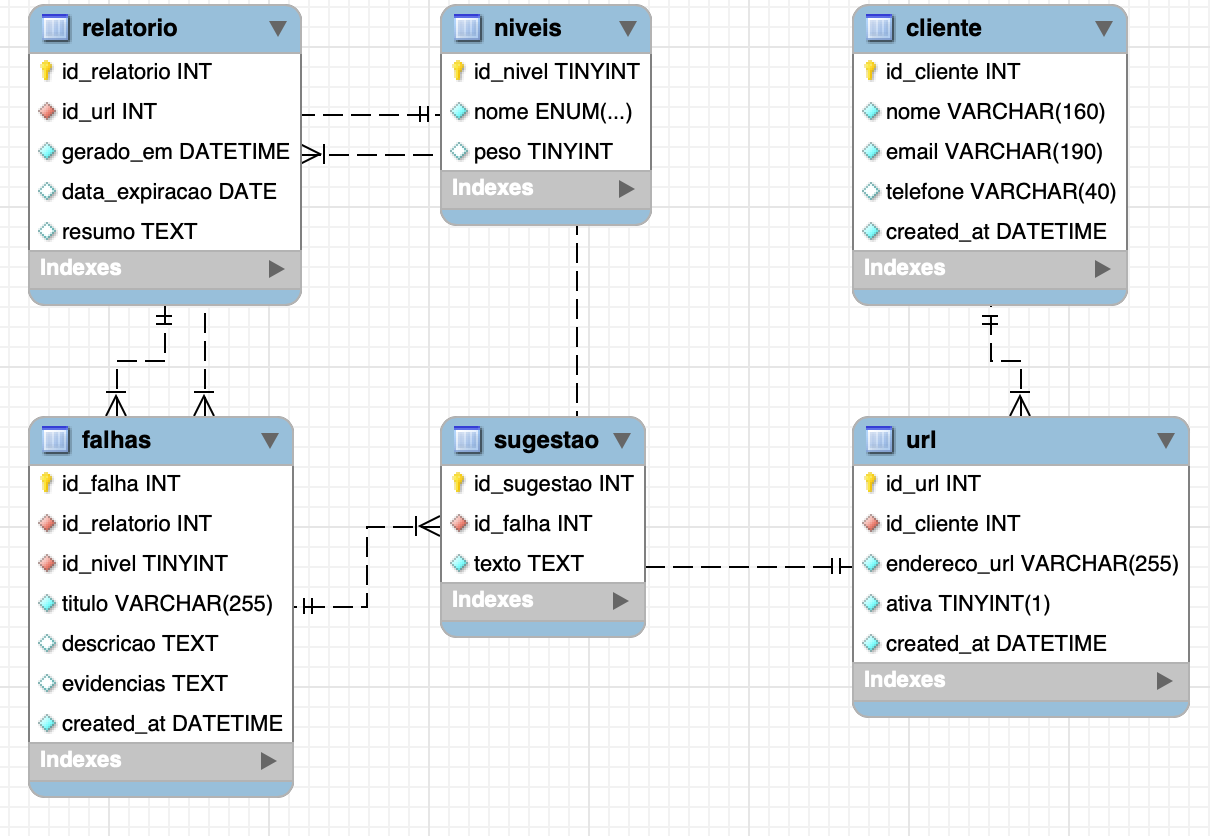 relatorio
id_relatorio INT
id_url INT
gerado_em DATETIME
data_expiracao DATE
resumo TEXT
Indexes
niveis
id_nivel TINYINT
nome ENUM(...)
peso TINYINT
Indexes
cliente
id_cliente INT
nome VARCHAR(160)
email VARCHAR(190)
telefone VARCHAR(40)
created_at DATETIME
Indexes
falhas
id_falha INT
id_relatorio INT
id_nivel TINYINT
titulo VARCHAR(255)
descricao TEXT
evidencias TEXT
created_at DATETIME
Indexes
sugestao
id_sugestao INT
id_falha INT
texto TEXT
Indexes
url
id_url INT
id_cliente INT
endereco_url VARCHAR(255)
ativa TINYINT(1)
created_at DATETIME
Indexes